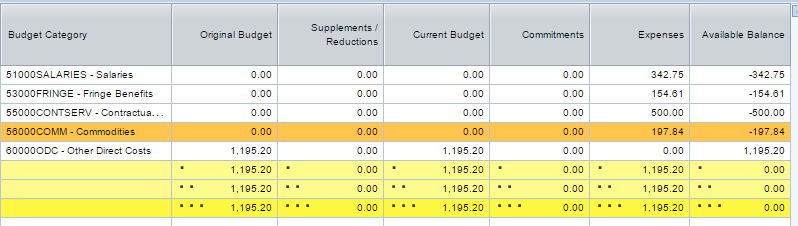 Budget Category Original Budget Supplements / Reductions Current Budget Commitments Expenses Available Balance
51000SALARIES - Salaries 0.00 0.00 0.00 0.00 342.75 -342.75
53000FRINGE - Fringe Benefits 0.00 0.00 0.00 0.00 154.61 -154.61
55000CONTSERV - Contractua... 0.00 0.00 0.00 0.00 500.00 -500.00
56000COMM - Commodities 0.00 0.00 0.00 0.00 197.84 -197.84
60000ODC - Other Direct Costs 1,195.20 0.00 1,195.20 0.00 0.00 1,195.20
▪ 1,195.20 ▪ 0.00 ▪ 1,195.20 ▪ 0.00 ▪ 1,195.20 ▪ 0.00
▪ ▪ 1,195.20 ▪ ▪ 0.00 ▪ ▪ 1,195.20 ▪ ▪ 0.00 ▪ ▪ 1,195.20 ▪ ▪ 0.00
▪ ▪ ▪ 1,195.20 ▪ ▪ ▪ 0.00 ▪ ▪ ▪ 1,195.20 ▪ ▪ ▪ 0.00 ▪ ▪ ▪ 1,195.20 ▪ ▪ ▪ 0.00